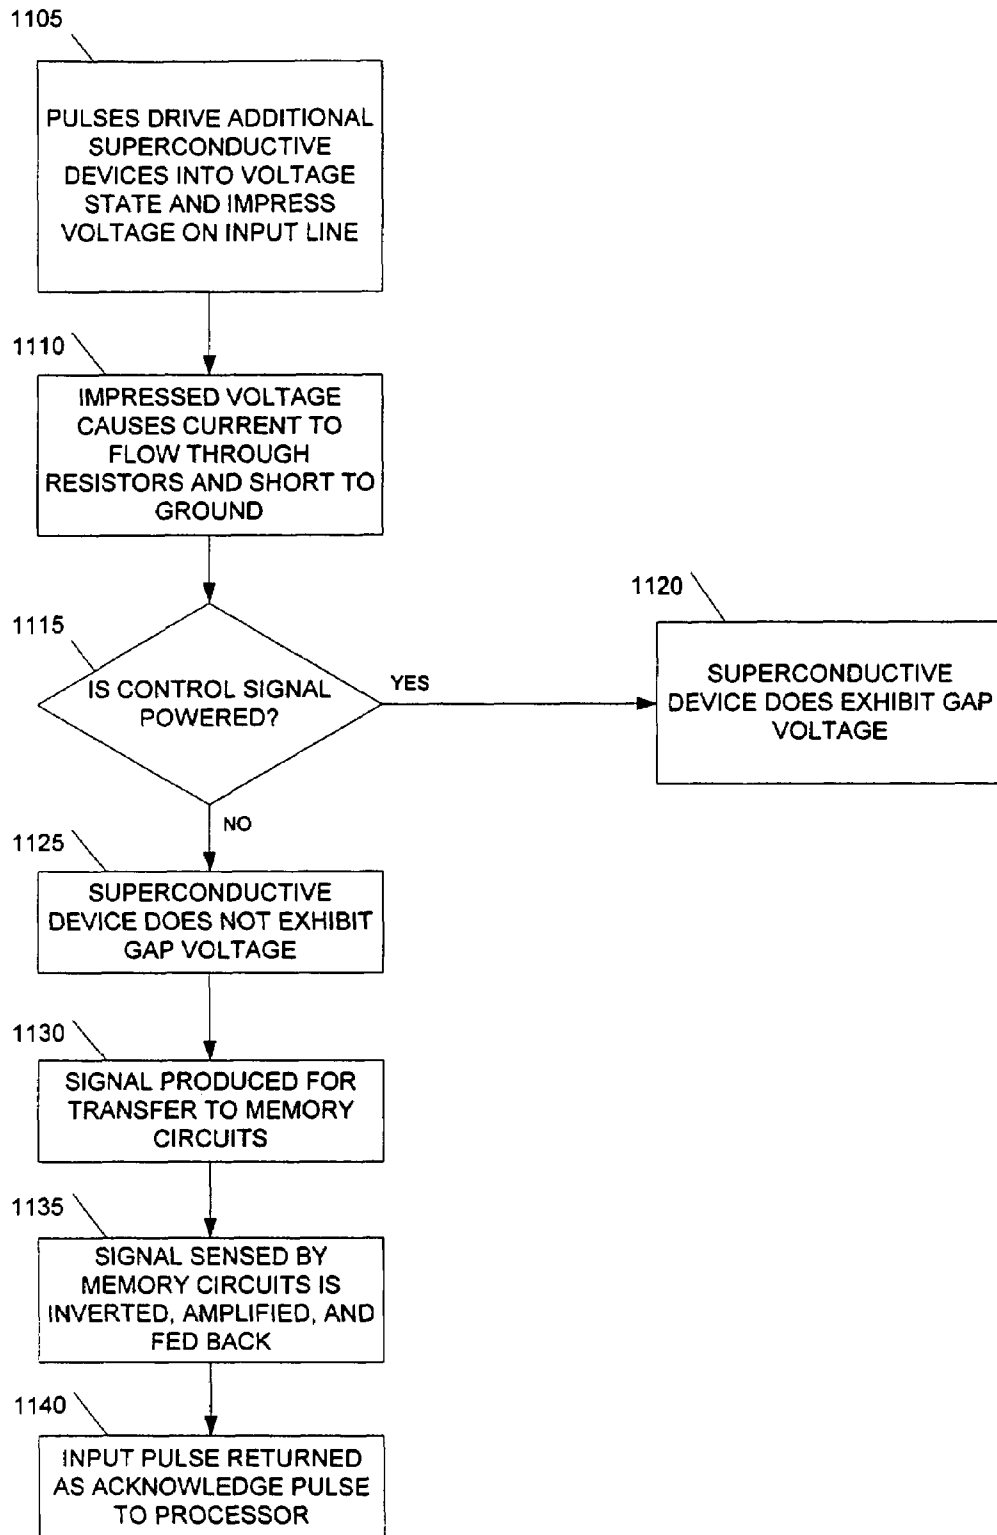 1105
PULSES DRIVE ADDITIONAL
SUPERCONDUCTIVE
DEVICES INTO VOLTAGE
STATE AND IMPRESS
VOLTAGE ON INPUT LINE
1110
IMPRESSED VOLTAGE
CAUSES CURRENT TO
FLOW THROUGH
RESISTORS AND SHORT TO
GROUND
1115
IS CONTROL SIGNAL
POWERED?
YES
1120
SUPERCONDUCTIVE
DEVICE DOES EXHIBIT GAP
VOLTAGE
NO
1125
SUPERCONDUCTIVE
DEVICE DOES NOT EXHIBIT
GAP VOLTAGE
1130
SIGNAL PRODUCED FOR
TRANSFER TO MEMORY
CIRCUITS
1135
SIGNAL SENSED BY
MEMORY CIRCUITS IS
INVERTED, AMPLIFIED, AND
FED BACK
1140
INPUT PULSE RETURNED
AS ACKNOWLEDGE PULSE
TO PROCESSOR